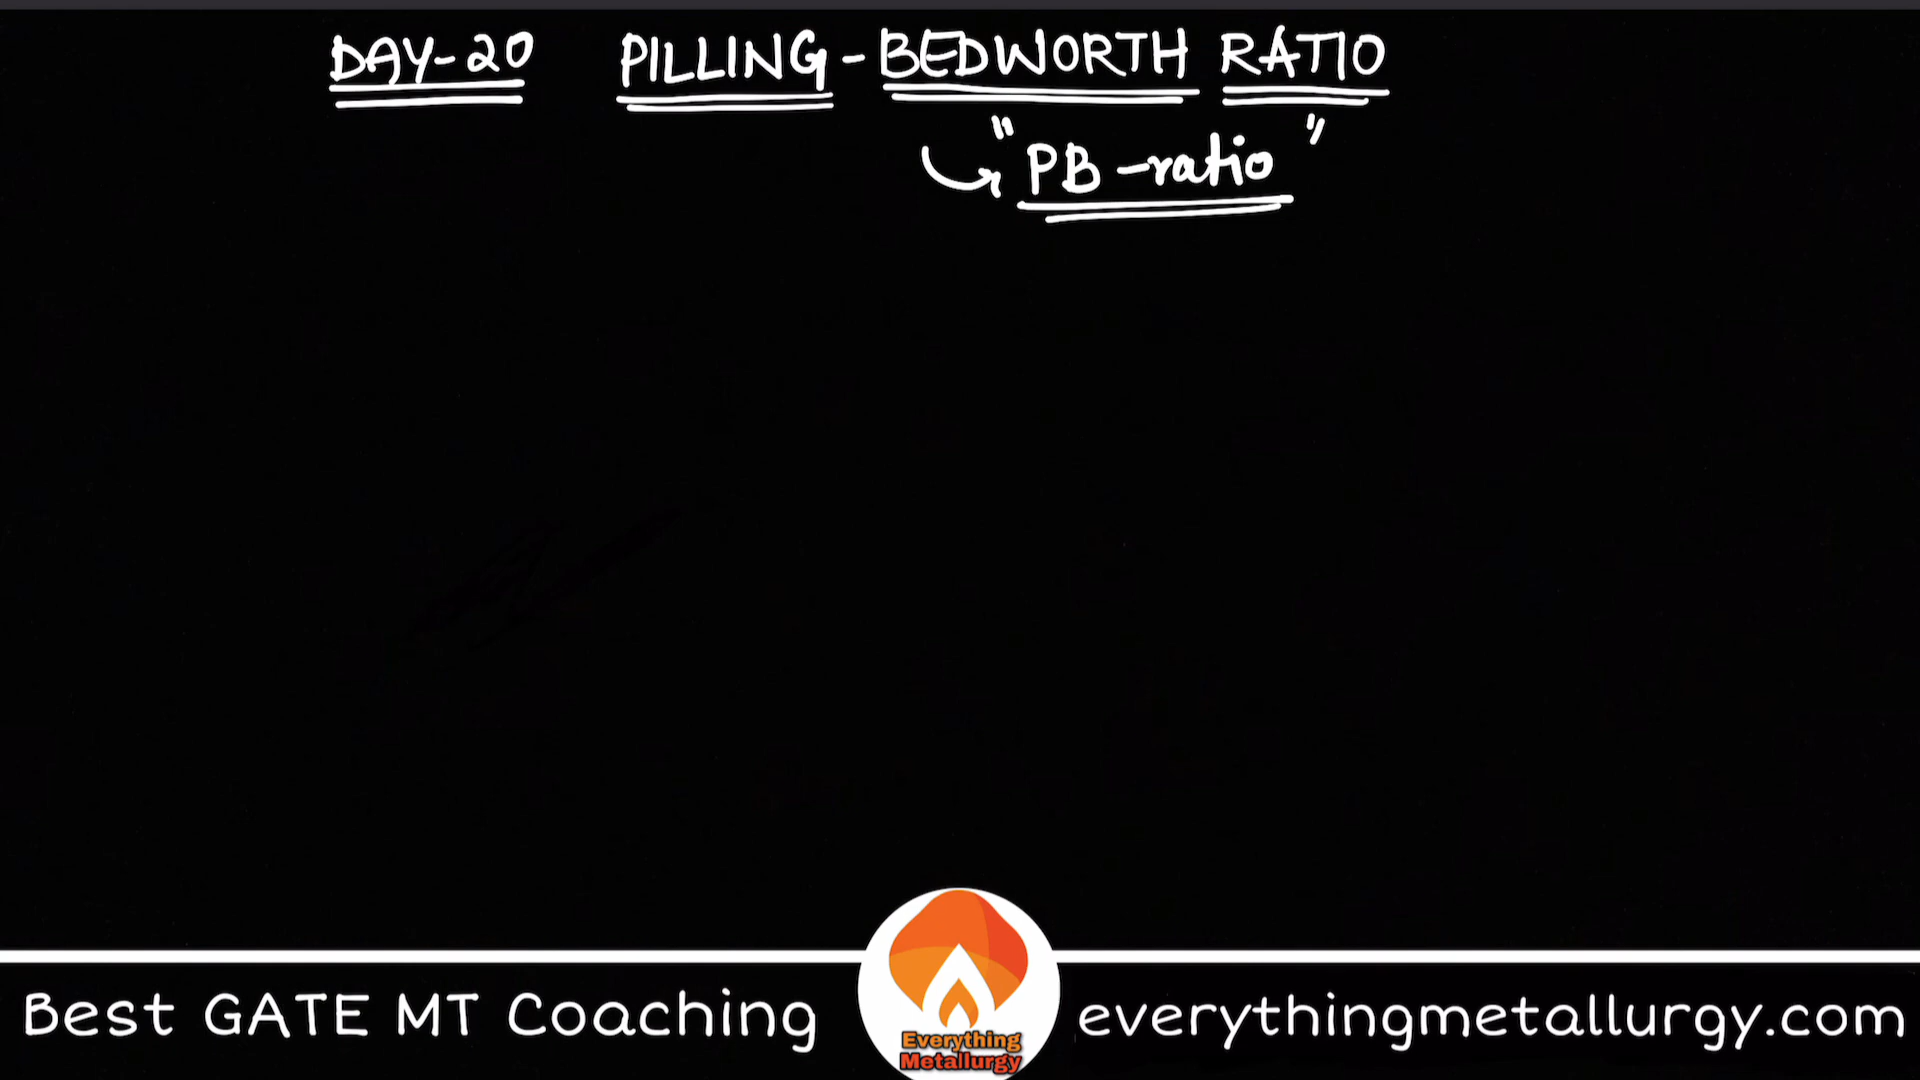 DAY-20 PILLING-BEDWORTH RATIO
"PB-ratio"
Best GATE MT Coaching
Everything
Metallurgy
everythingmetallurgy.com